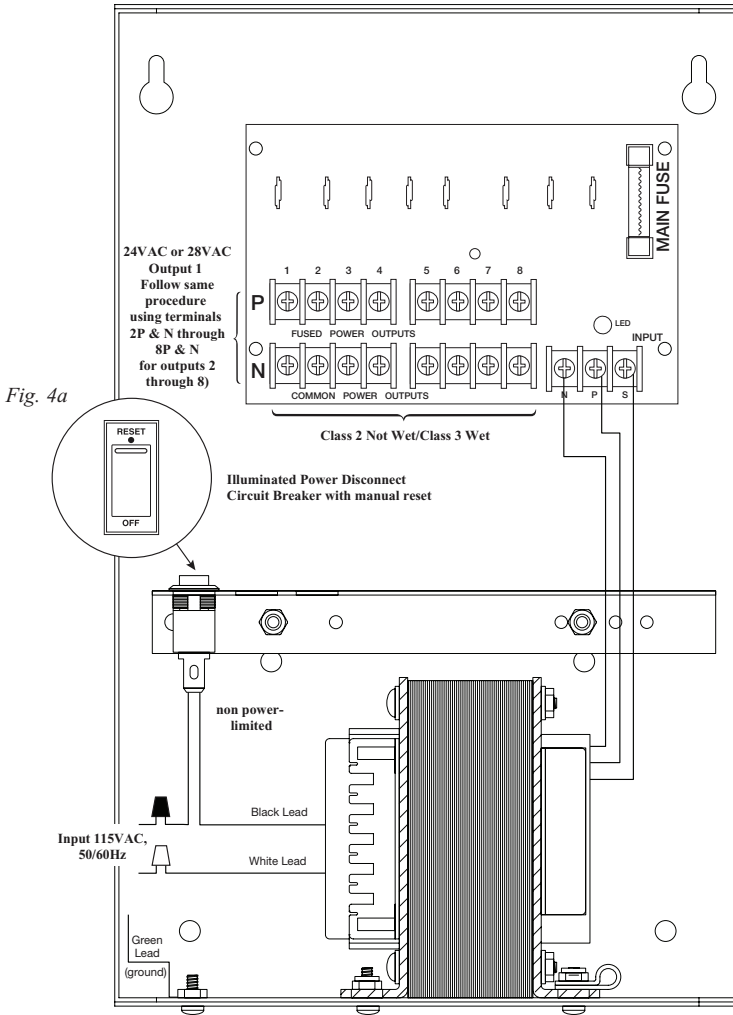 MAIN FUSE
24VAC or 28VAC
Output 1
Follow same
procedure
using terminals
2P & N through
8P & N
for outputs 2
through 8)
1 2 3 4 5 6 7 8
P
FUSED POWER OUTPUTS
LED
INPUT
N
COMMON POWER OUTPUTS
N P S
Class 2 Not Wet/Class 3 Wet
Fig. 4a
RESET
OFF
Illuminated Power Disconnect
Circuit Breaker with manual reset
non power-
limited
Black Lead
Input 115VAC,
50/60Hz
White Lead
Green
Lead
(ground)